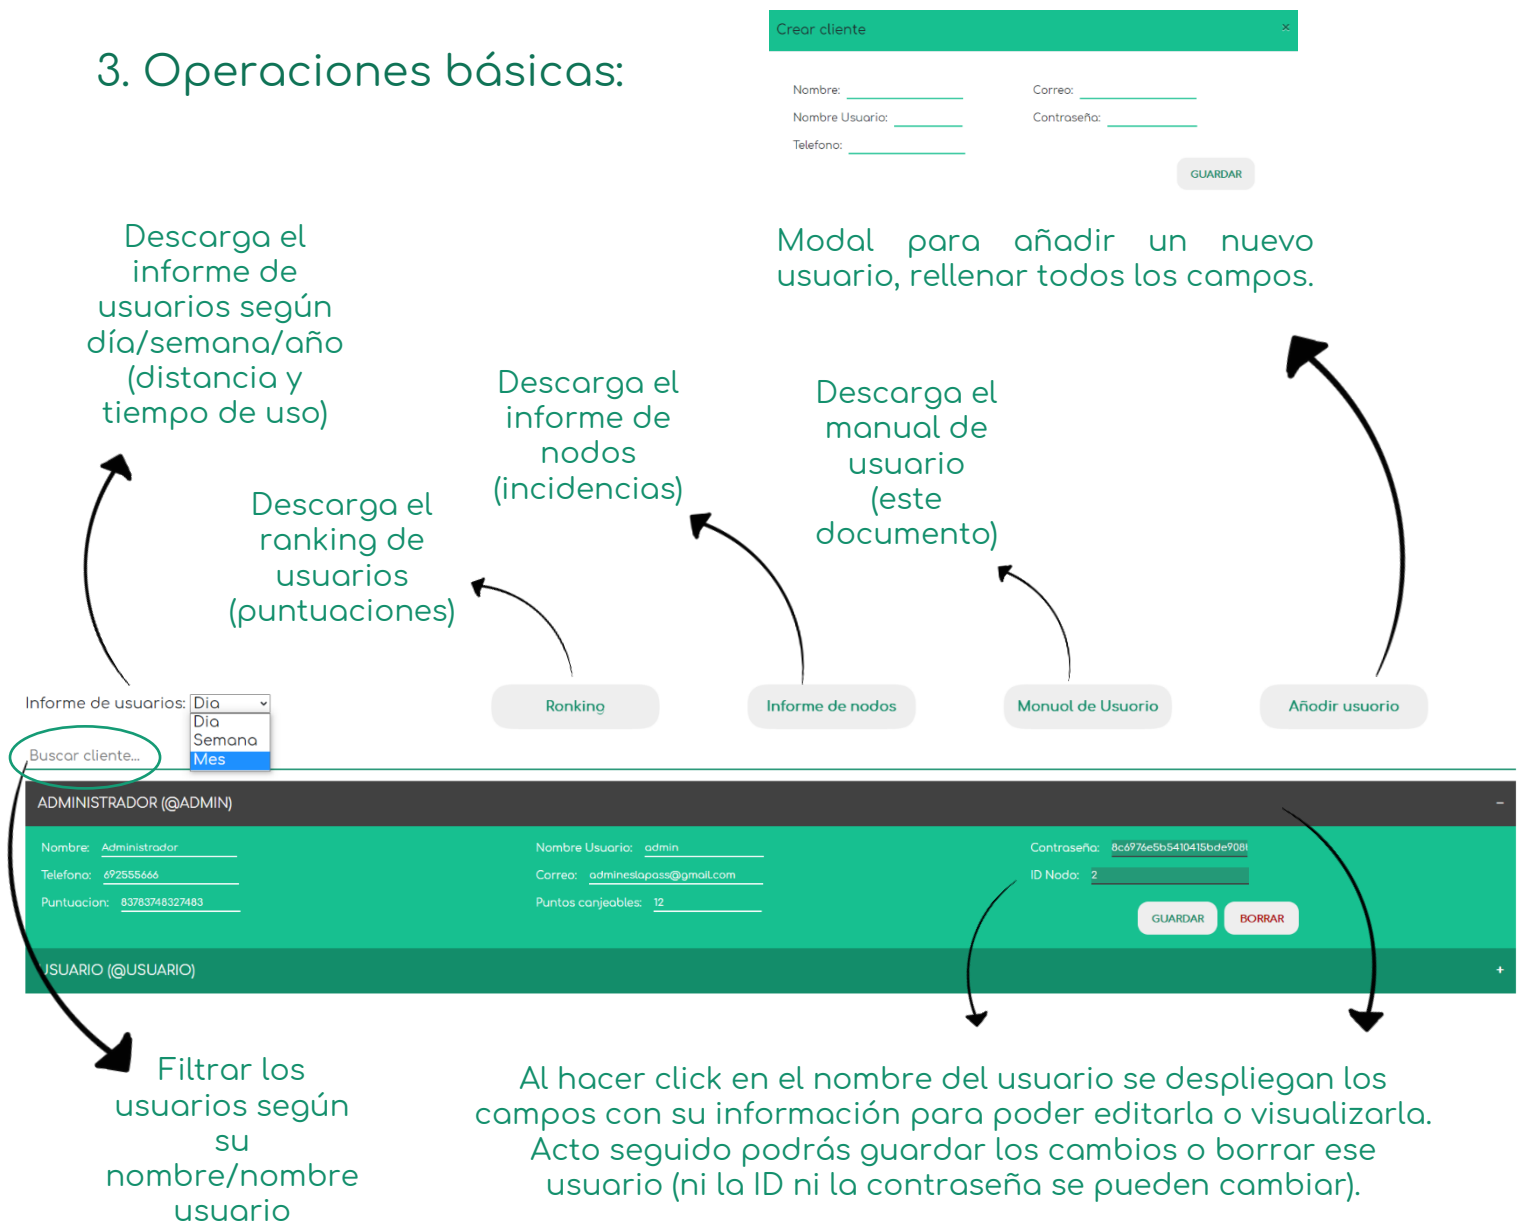 3. Operaciones básicas:
Crear cliente ×
Nombre:
Correo:
Nombre Usuario:
Contraseña:
Telefono:
GUARDAR
Modal para añadir un nuevo
usuario, rellenar todos los campos.
Descarga el
informe de
usuarios según
día/semana/año
(distancia y
tiempo de uso)
Descarga el
ranking de
usuarios
(puntuaciones)
Descarga el
informe de
nodos
(incidencias)
Descarga el
manual de
usuario
(este
documento)
Informe de usuarios: Dia
Dia
Semana
Mes
Ranking
Informe de nodos
Manual de Usuario
Añadir usuario
Buscar cliente...
ADMINISTRADOR (@ADMIN) −
Nombre: Administrador
Nombre Usuario: admin
Contraseña: 8c6976e5b5410415bde908
Telefono: 692555666
Correo: admineslapass@gmail.com
ID Nodo: 2
Puntuacion: 83783748327483
Puntos canjeables: 12
GUARDAR
BORRAR
USUARIO (@USUARIO) +
Filtrar los
usuarios según
su
nombre/nombre
usuario
Al hacer click en el nombre del usuario se despliegan los
campos con su información para poder editarla o visualizarla.
Acto seguido podrás guardar los cambios o borrar ese
usuario (ni la ID ni la contraseña se pueden cambiar).